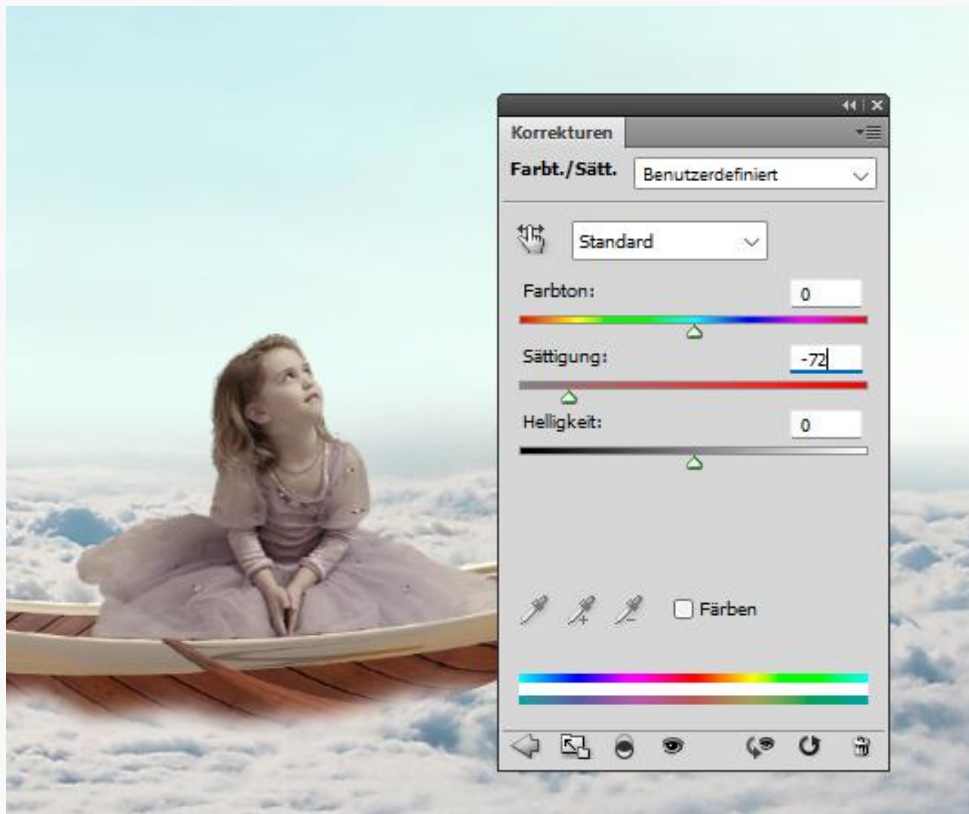 Korrekturen
Farbt./Sätt. Benutzerdefiniert
Standard
Farbton: 0
Sättigung: -72
Helligkeit: 0
Färben